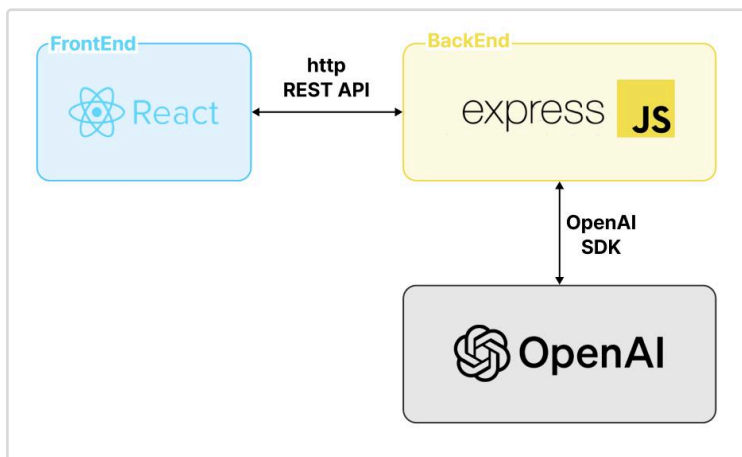 FrontEnd
BackEnd
http
REST API
React
express
JS
OpenAI
SDK
OpenAI